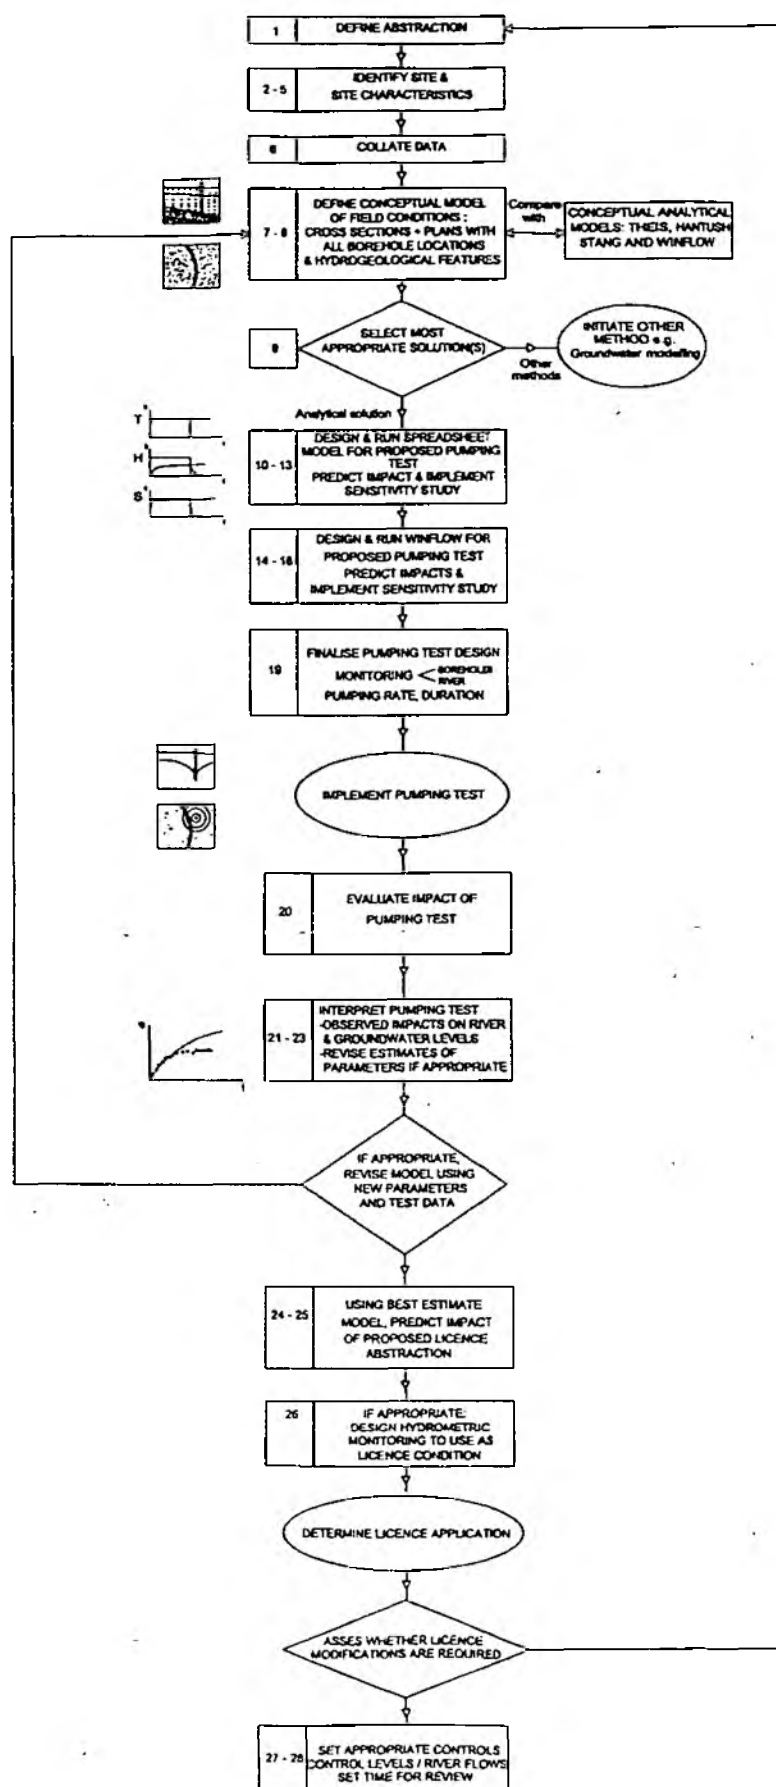 1
DEFINE ABSTRACTION
2 - 5
IDENTIFY SITE &
SITE CHARACTERISTICS
6
COLLATE DATA
7 - 8
DEFINE CONCEPTUAL MODEL
OF FIELD CONDITIONS :
CROSS SECTIONS + PLANS WITH
ALL BOREHOLE LOCATIONS
& HYDROGEOLOGICAL FEATURES
Compare
with
CONCEPTUAL ANALYTICAL
MODELS: THEIS, HANTUSH
STANG AND WINFLOW
9
SELECT MOST
APPROPRIATE SOLUTION(S)
Other
methods
INITIATE OTHER
METHOD e.g.
Groundwater modelling
Analytical solution
T
H
S
10 - 13
DESIGN & RUN SPREADSHEET
MODEL FOR PROPOSED PUMPING
TEST
PREDICT IMPACT & IMPLEMENT
SENSITIVITY STUDY
14 - 18
DESIGN & RUN WINFLOW FOR
PROPOSED PUMPING TEST
PREDICT IMPACTS &
IMPLEMENT SENSITIVITY STUDY
19
FINALISE PUMPING TEST DESIGN
MONITORING < BOREHOLES
RIVER
PUMPING RATE, DURATION
IMPLEMENT PUMPING TEST
20
EVALUATE IMPACT OF
PUMPING TEST
21 - 23
INTERPRET PUMPING TEST
-OBSERVED IMPACTS ON RIVER
& GROUNDWATER LEVELS
-REVISE ESTIMATES OF
PARAMETERS IF APPROPRIATE
IF APPROPRIATE,
REVISE MODEL USING
NEW PARAMETERS
AND TEST DATA
24 - 25
USING BEST ESTIMATE
MODEL, PREDICT IMPACT
OF PROPOSED LICENCE
ABSTRACTION
26
IF APPROPRIATE:
DESIGN HYDROMETRIC
MONITORING TO USE AS
LICENCE CONDITION
DETERMINE LICENCE APPLICATION
ASSES WHETHER LICENCE
MODIFICATIONS ARE REQUIRED
27 - 28
SET APPROPRIATE CONTROLS
CONTROL LEVELS / RIVER FLOWS
SET TIME FOR REVIEW